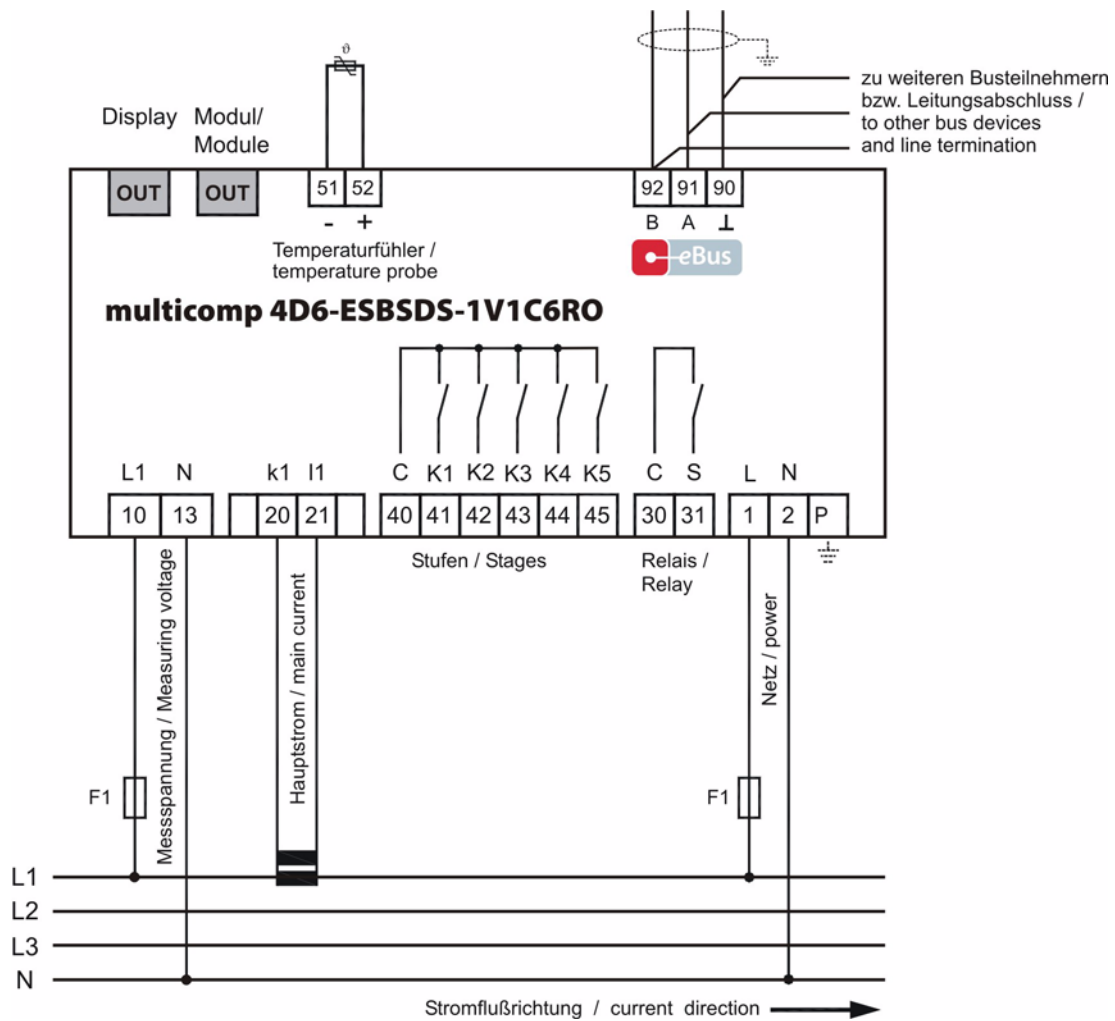 ϑ
zu weiteren Busteilnehmern
bzw. Leitungsabschluss /
to other bus devices
and line termination
Display Modul/
Module
OUT OUT 51 52 92 91 90
- + B A ⊥
Temperaturfühler /
temperature probe
eBus
multicomp 4D6-ESBSDS-1V1C6RO
L1 N k1 l1 C K1 K2 K3 K4 K5 C S L N
10 13 20 21 40 41 42 43 44 45 30 31 1 2 P
Stufen / Stages
Relais /
Relay
Messspannung / Measuring voltage
Hauptstrom / main current
Netz / power
F1 F1
L1
L2
L3
N
Stromflußrichtung / current direction